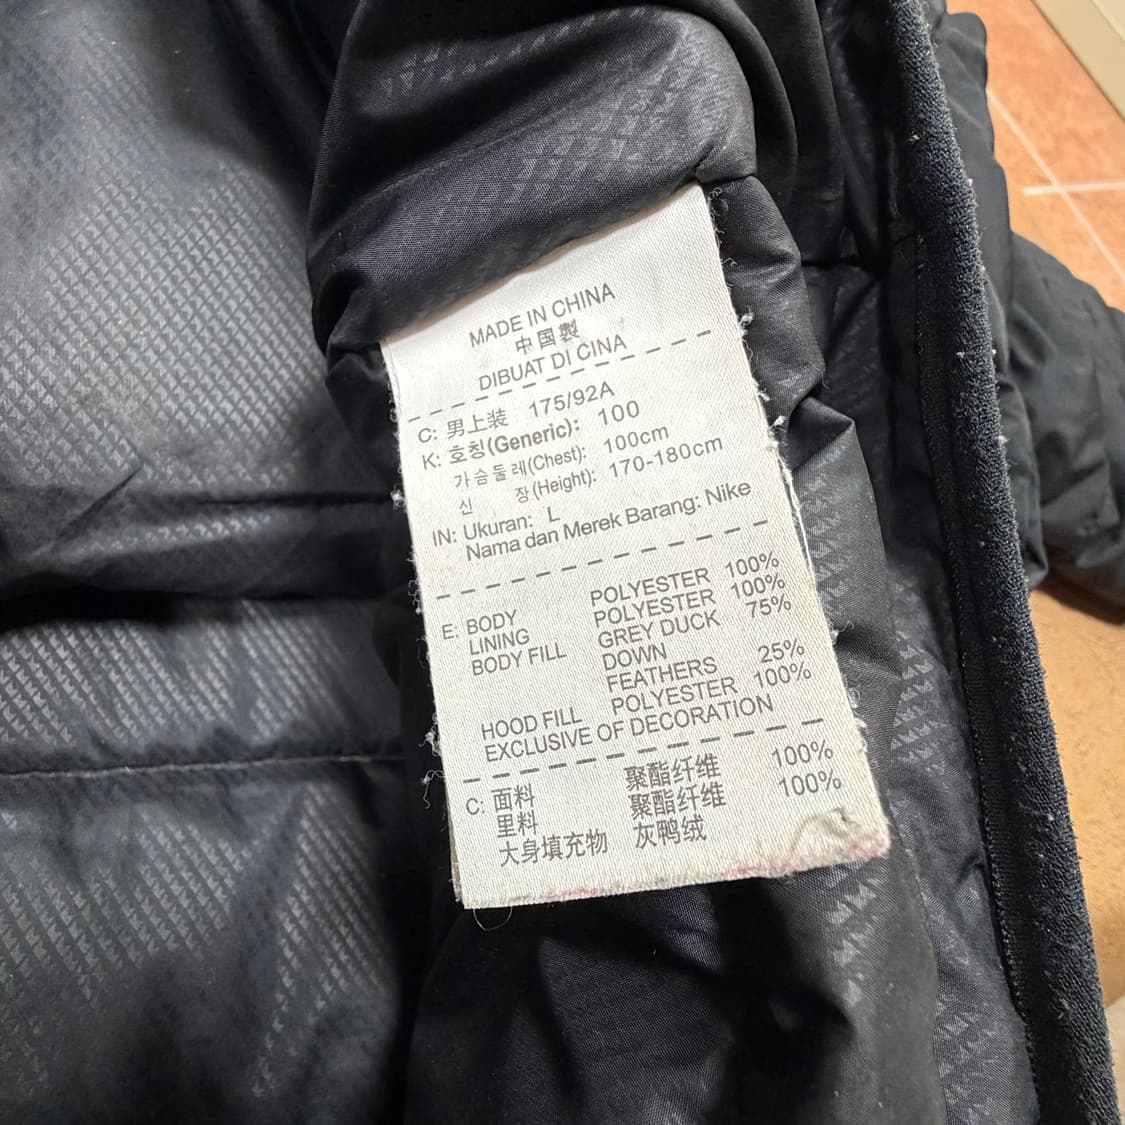 MADE IN CHINA
中国製
DIBUAT DI CINA
C: 男上装 175/92A
K: 호칭(Generic): 100
가슴둘레(Chest): 100cm
신 장(Height): 170-180cm
IN: Ukuran: L
Nama dan Merek Barang: Nike
E: BODY POLYESTER 100%
LINING POLYESTER 100%
BODY FILL GREY DUCK 75%
DOWN
FEATHERS 25%
HOOD FILL POLYESTER 100%
EXCLUSIVE OF DECORATION
C: 面料 聚酯纤维 100%
里料 聚酯纤维 100%
大身填充物 灰鸭绒